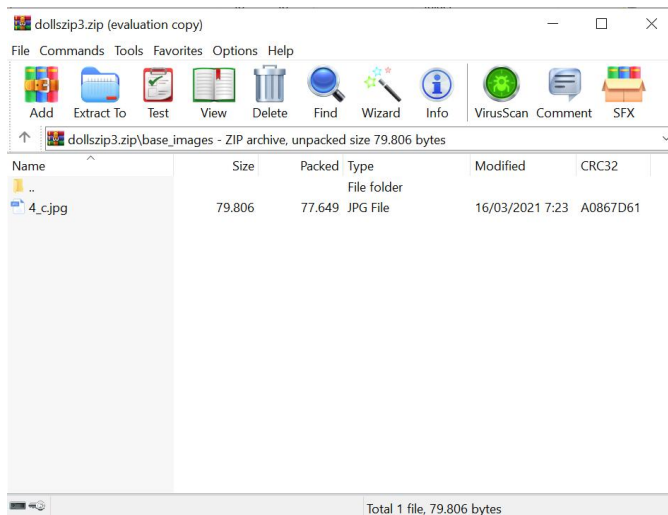 dollszip3.zip (evaluation copy)
File Commands Tools Favorites Options Help
Add Extract To Test View Delete Find Wizard Info VirusScan Comment SFX
dollszip3.zip\base_images - ZIP archive, unpacked size 79.806 bytes
Name Size Packed Type Modified CRC32
.. File folder
4_c.jpg 79.806 77.649 JPG File 16/03/2021 7:23 A0867D61
Total 1 file, 79.806 bytes